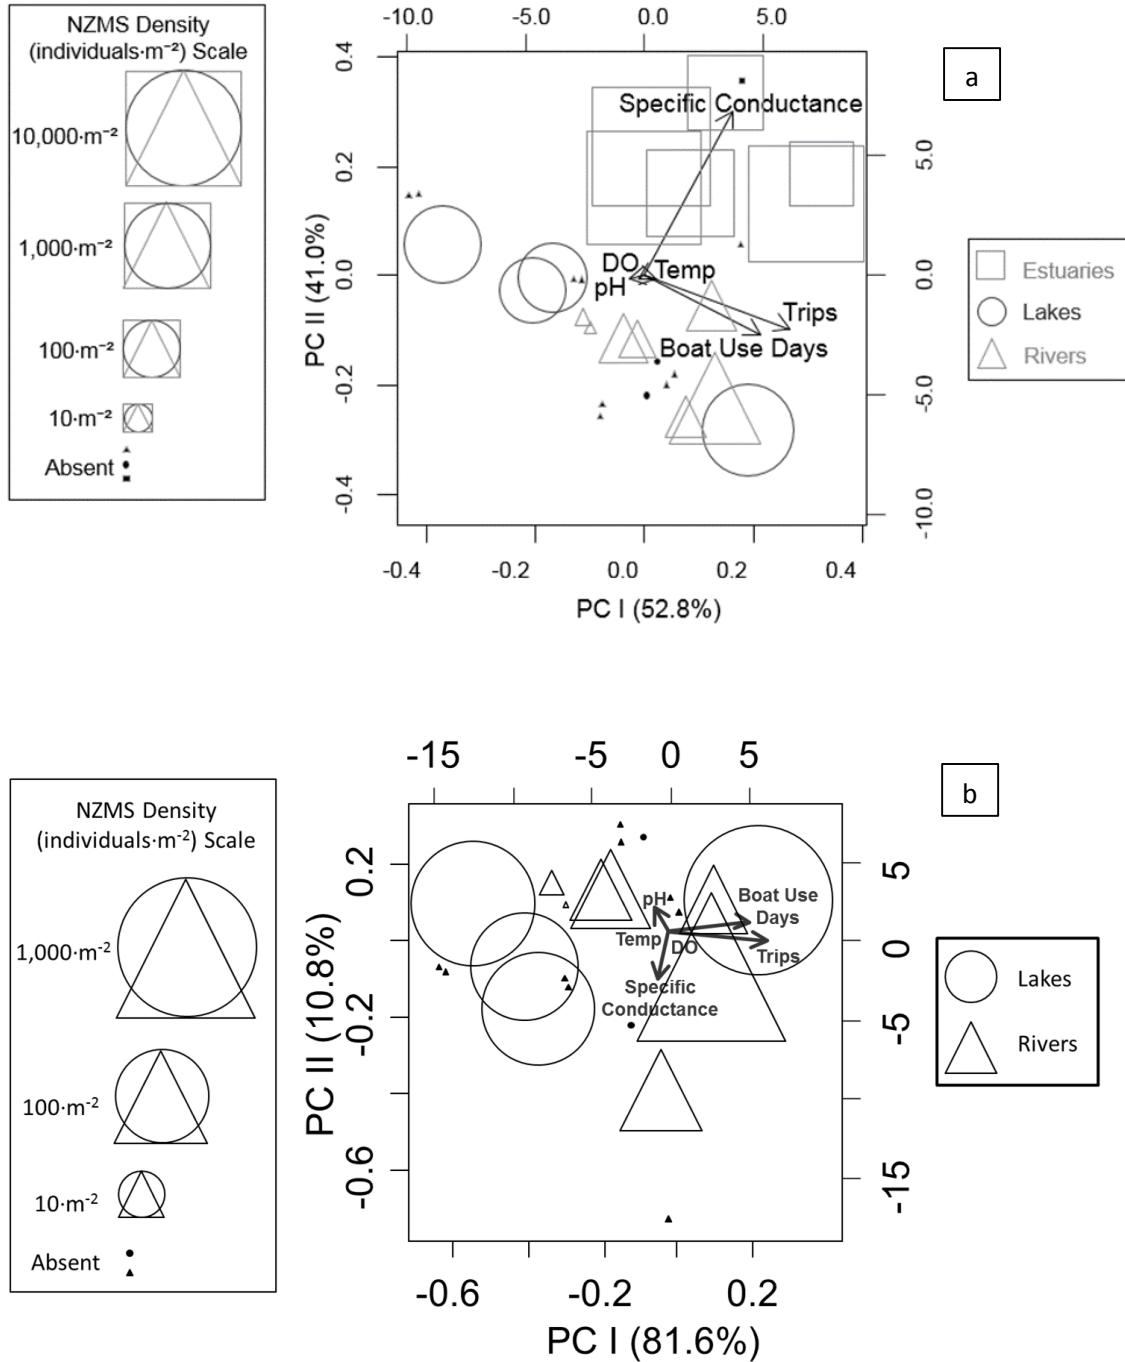 NZMS Density
(individuals·m⁻²) Scale
10,000·m⁻²
1,000·m⁻²
100·m⁻²
10·m⁻²
Absent
-10.0 -5.0 0.0 5.0
a
0.4
0.2
0.0
-0.2
-0.4
PC II (41.0%)
Specific Conductance
DO
Temp
pH
Trips
Boat Use Days
5.0
0.0
-5.0
-10.0
Estuaries
Lakes
Rivers
-0.4 -0.2 0.0 0.2 0.4
PC I (52.8%)
NZMS Density
(individuals·m⁻²) Scale
1,000·m⁻²
100·m⁻²
10·m⁻²
Absent
-15 -5 0 5
b
0.2
-0.2
-0.6
PC II (10.8%)
pH
Boat Use
Days
Temp
DO
Trips
Specific
Conductance
5
0
-5
-15
Lakes
Rivers
-0.6 -0.2 0.2
PC I (81.6%)